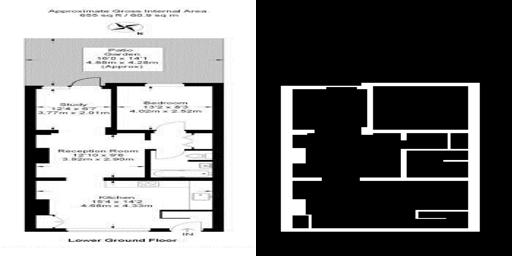 Approximate Gross Internal Area
655 sq ft / 60.9 sq m
N
Patio
Garden
16'0 x 14'1
4.88m x 4.28m
(Approx)
Study
12'4 x 6'7
3.77m x 2.01m
Bedroom
13'2 x 8'3
4.02m x 2.52m
Reception Room
12'10 x 9'6
3.92m x 2.90m
Kitchen
15'4 x 14'2
4.68m x 4.33m
IN
Lower Ground Floor